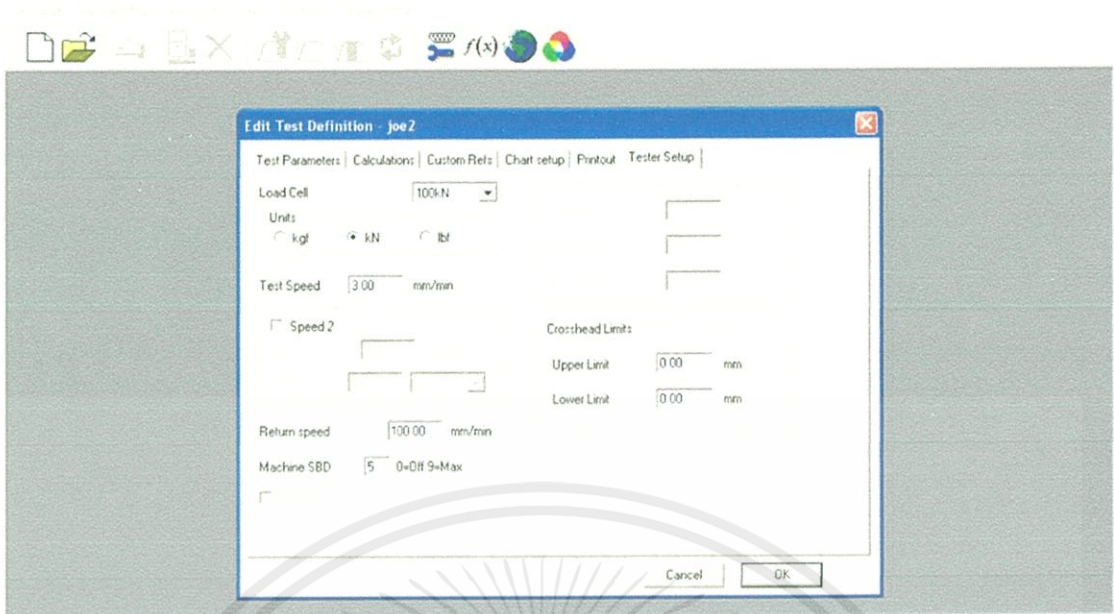 f(x)
Edit Test Definition - joe2
Test Parameters Calculations Custom Refs Chart setup Printout Tester Setup
Load Cell 100kN
Units
kgf kN lbf
Test Speed 3.00 mm/min
Speed 2
Crosshead Limits
Upper Limit 0.00 mm
Lower Limit 0.00 mm
Return speed 100.00 mm/min
Machine SBD 5 0=Off 9=Max
Cancel OK